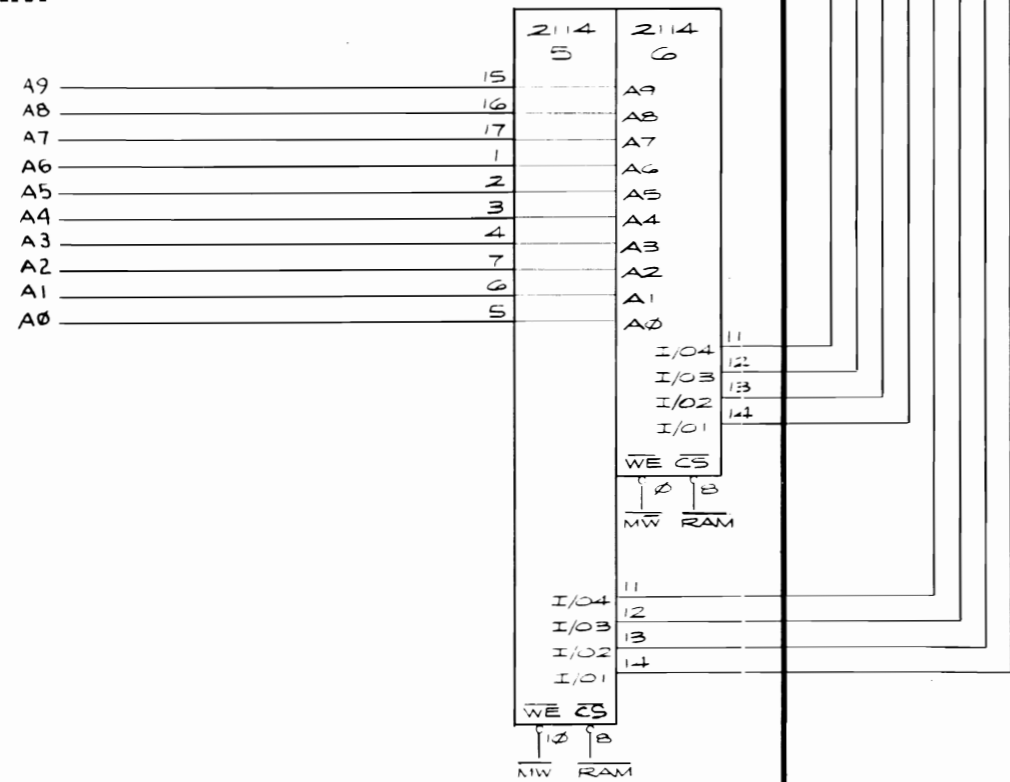 2114 2114
5 6
A9 15 A9
A8 16 A8
A7 17 A7
A6 1 A6
A5 2 A5
A4 3 A4
A3 4 A3
A2 7 A2
A1 6 A1
AØ 5 AØ
I/O4 11
I/O3 12
I/O2 13
I/O1 14
WE CS
Ø 8
MW RAM
I/O4 11
I/O3 12
I/O2 13
I/O1 14
WE CS
1Ø 8
MW RAM